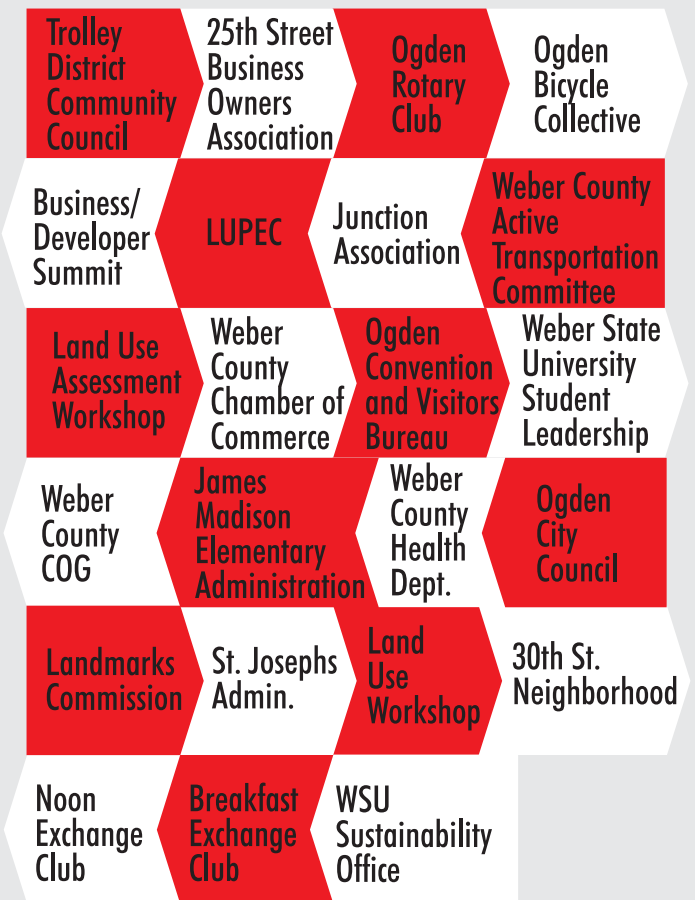 Trolley
District
Community
Council
25th Street
Business
Owners
Association
Ogden
Rotary
Club
Ogden
Bicycle
Collective
Business/
Developer
Summit
LUPEC
Junction
Association
Weber County
Active
Transportation
Committee
Land Use
Assessment
Workshop
Weber
County
Chamber of
Commerce
Ogden
Convention
and Visitors
Bureau
Weber State
University
Student
Leadership
Weber
County
COG
James
Madison
Elementary
Administration
Weber
County
Health
Dept.
Ogden
City
Council
Landmarks
Commission
St. Josephs
Admin.
Land
Use
Workshop
30th St.
Neighborhood
Noon
Exchange
Club
Breakfast
Exchange
Club
WSU
Sustainability
Office